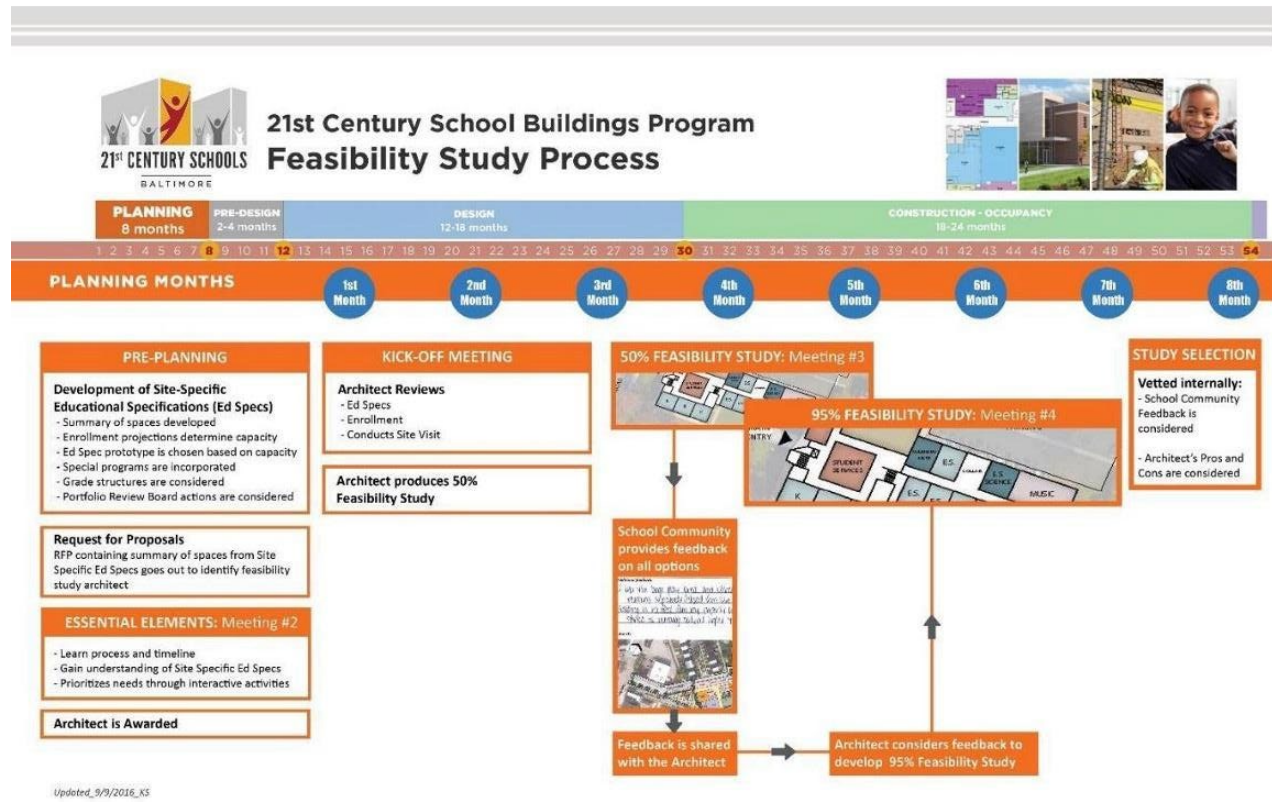 21st CENTURY SCHOOLS
BALTIMORE
21st Century School Buildings Program
Feasibility Study Process
PLANNING
8 months
PRE-DESIGN
2-4 months
DESIGN
12-18 months
CONSTRUCTION - OCCUPANCY
18-24 months
1 2 3 4 5 6 7 8 9 10 11 12 13 14 15 16 17 18 19 20 21 22 23 24 25 26 27 28 29 30 31 32 33 34 35 36 37 38 39 40 41 42 43 44 45 46 47 48 49 50 51 52 53 54
PLANNING MONTHS
1st
Month
2nd
Month
3rd
Month
4th
Month
5th
Month
6th
Month
7th
Month
8th
Month
PRE-PLANNING
Development of Site-Specific
Educational Specifications (Ed Specs)
- Summary of spaces developed
- Enrollment projections determine capacity
- Ed Spec prototype is chosen based on capacity
- Special programs are incorporated
- Grade structures are considered
- Portfolio Review Board actions are considered
Request for Proposals
RFP containing summary of spaces from Site
Specific Ed Specs goes out to identify feasibility
study architect
ESSENTIAL ELEMENTS: Meeting #2
- Learn process and timeline
- Gain understanding of Site Specific Ed Specs
- Prioritizes needs through interactive activities
Architect is Awarded
KICK-OFF MEETING
Architect Reviews
- Ed Specs
- Enrollment
- Conducts Site Visit
Architect produces 50%
Feasibility Study
50% FEASIBILITY STUDY: Meeting #3
School Community
provides feedback
on all options
Feedback is shared
with the Architect
Architect considers feedback to
develop 95% Feasibility Study
95% FEASIBILITY STUDY: Meeting #4
STUDENT
SERVICES
E.S.
E.S.
SCIENCE
MUSIC
K
E.S.
STUDY SELECTION
Vetted internally:
- School Community
Feedback is
considered
- Architect's Pros and
Cons are considered
Updated_9/9/2016_KS